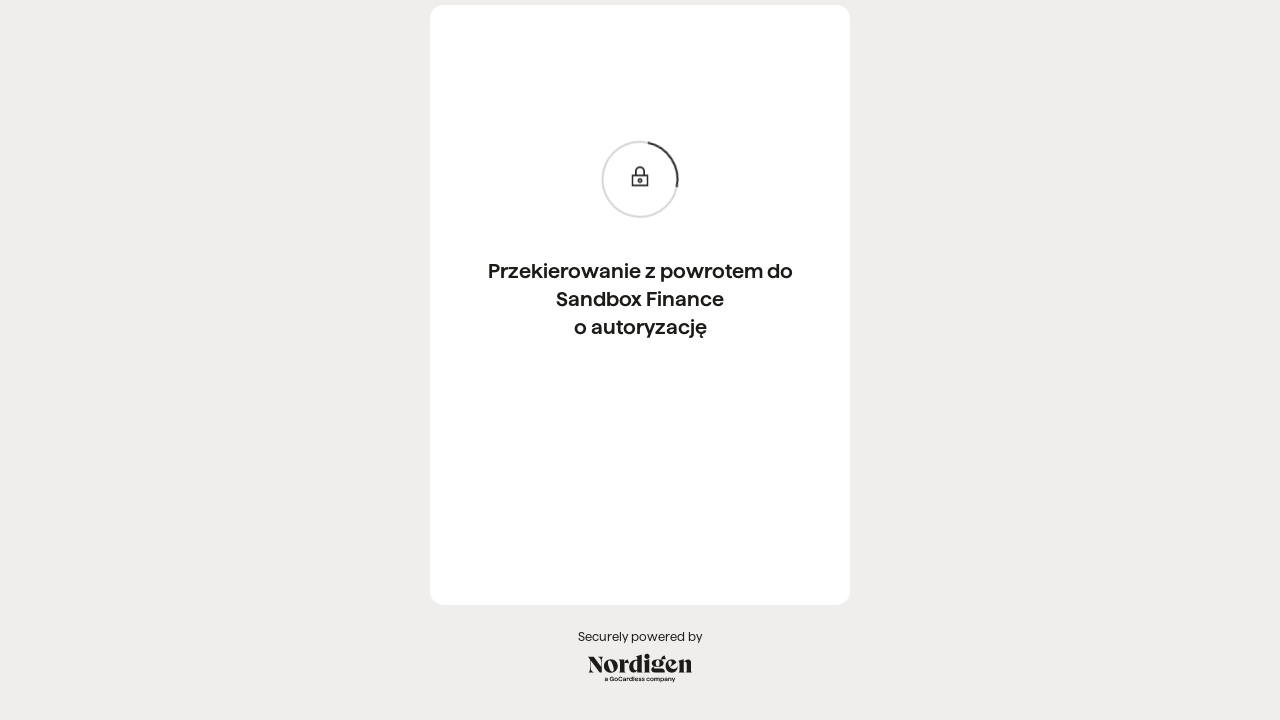 Przekierowanie z powrotem do
Sandbox Finance
o autoryzację
Securely powered by
Nordigen
a GoCardless company